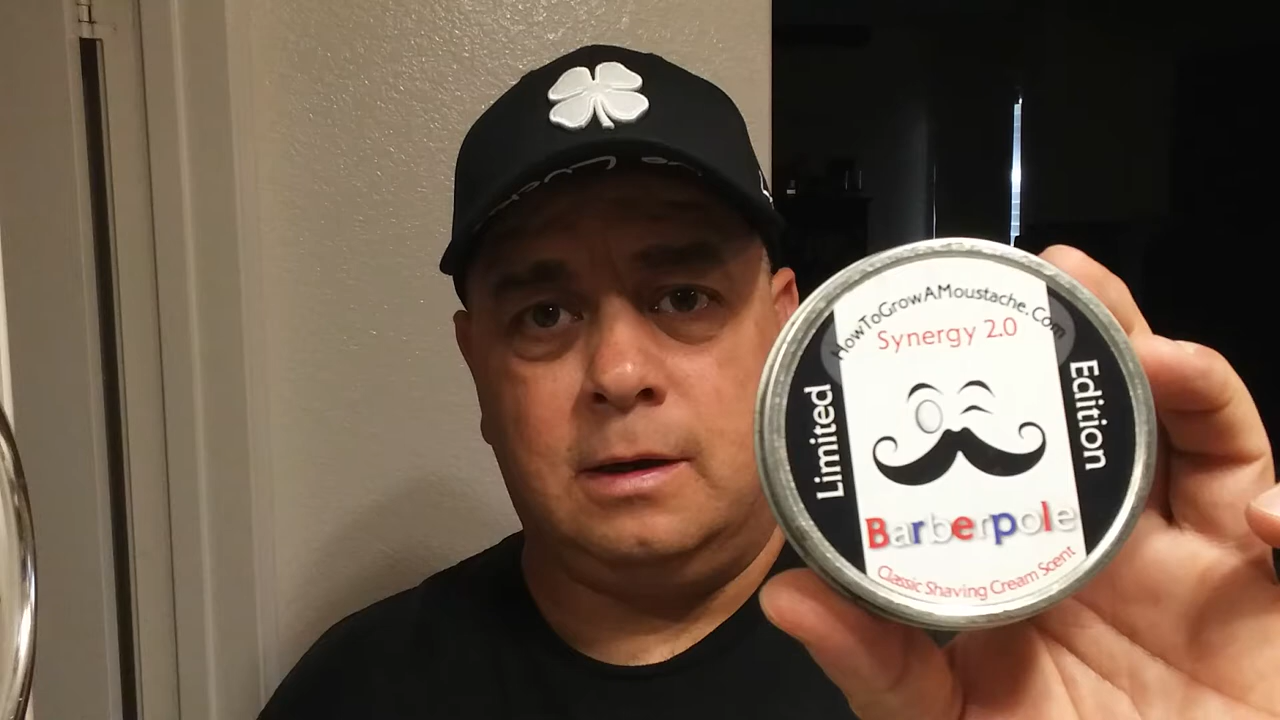 HowToGrowAMoustache.Com
Synergy 2.0
Limited
Edition
Barberpole
Classic Shaving Cream Scent